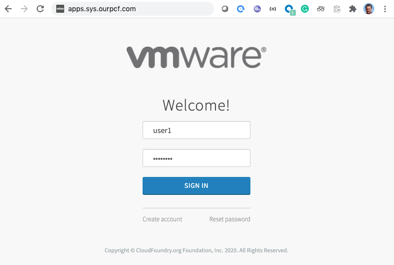 apps.sys.ourpcf.com
vmware®
Welcome!
user1
••••••••
SIGN IN
Create account Reset password
Copyright © CloudFoundry.org Foundation, Inc. 2020. All Rights Reserved.